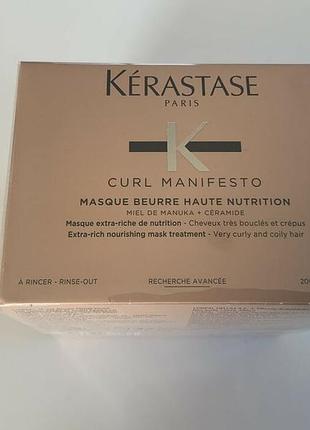 KÉRASTASE
PARIS
K
CURL MANIFESTO
MASQUE BEURRE HAUTE NUTRITION
MIEL DE MANUKA + CÉRAMIDE
Masque extra-riche de nutrition - Cheveux très bouclés et crépus
Extra-rich nourishing mask treatment - Very curly and coily hair
À RINCER - RINSE-OUT RECHERCHE AVANCÉE